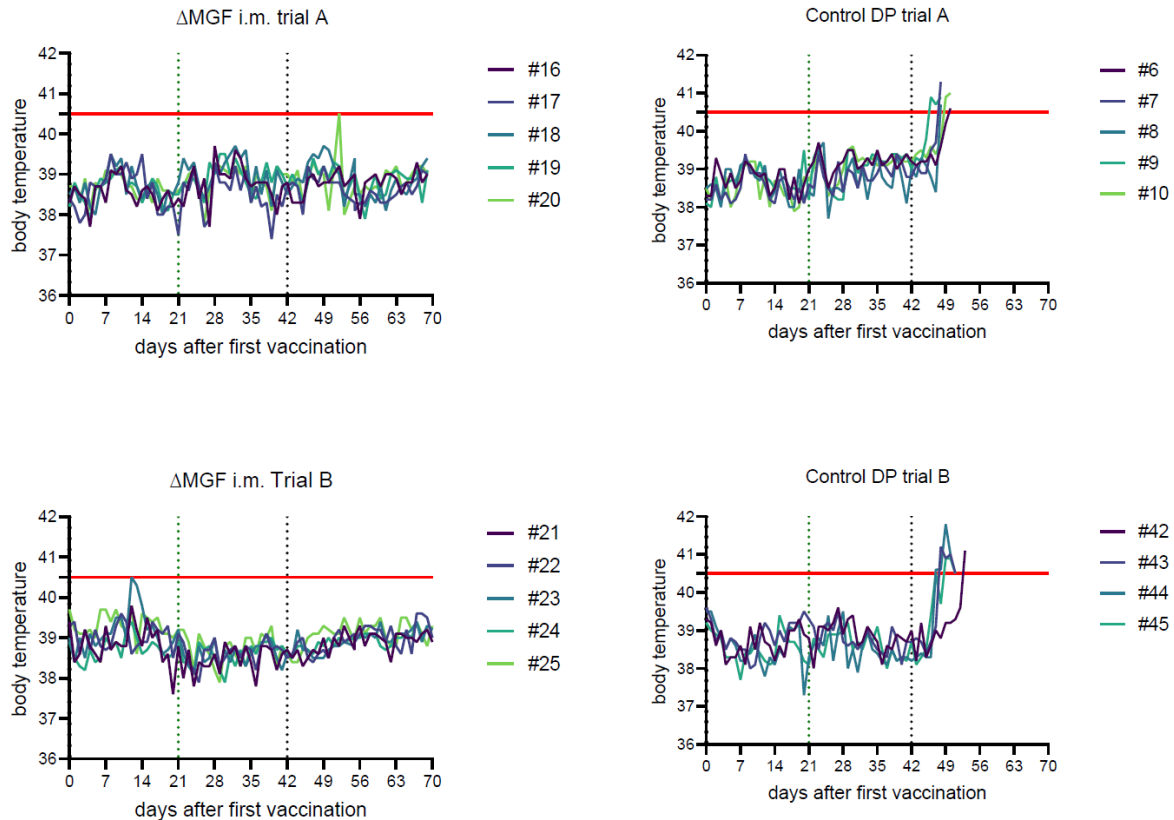 ΔMGF i.m. trial A
42
41
40
39
38
37
36
body temperature
0 7 14 21 28 35 42 49 56 63 70
days after first vaccination
#16
#17
#18
#19
#20
Control DP trial A
42
41
40
39
38
37
36
body temperature
0 7 14 21 28 35 42 49 56 63 70
days after first vaccination
#6
#7
#8
#9
#10
ΔMGF i.m. Trial B
42
41
40
39
38
37
36
body temperature
0 7 14 21 28 35 42 49 56 63 70
days after first vaccination
#21
#22
#23
#24
#25
Control DP trial B
42
41
40
39
38
37
36
body temperature
0 7 14 21 28 35 42 49 56 63 70
days after first vaccination
#42
#43
#44
#45